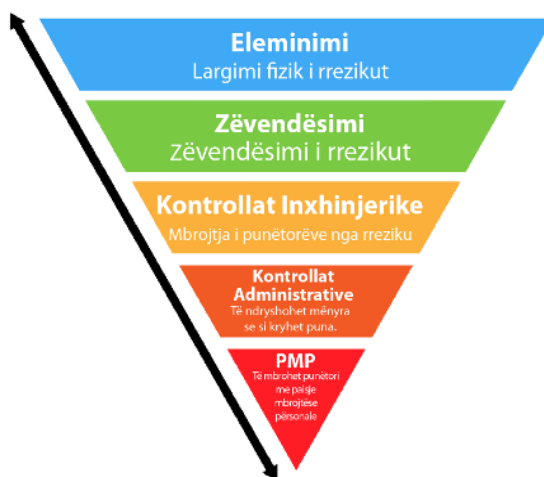 Eleminimi
Largimi fizik i rrezikut
Zëvendësimi
Zëvendësimi i rrezikut
Kontrollat Inxhinjerike
Mbrojtja i punëtorëve nga rreziku
Kontrollat
Administrative
Të ndryshohet mënyra
se si kryhet puna.
PMP
Të mbrohet punëtori
me paisje
mbrojtëse
përsonale